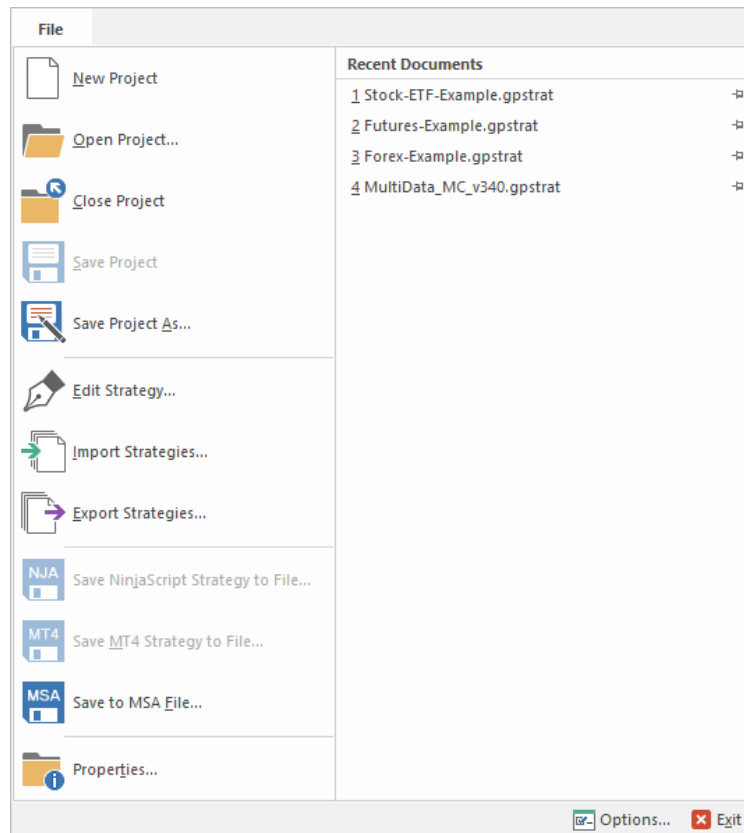 File
New Project
Open Project...
Close Project
Save Project
Save Project As...
Edit Strategy...
Import Strategies...
Export Strategies...
NJA
Save NinjaScript Strategy to File...
MT4
Save MT4 Strategy to File...
MSA
Save to MSA File...
Properties...
Recent Documents
1 Stock-ETF-Example.gpstrat
2 Futures-Example.gpstrat
3 Forex-Example.gpstrat
4 MultiData_MC_v340.gpstrat
Options... Exit